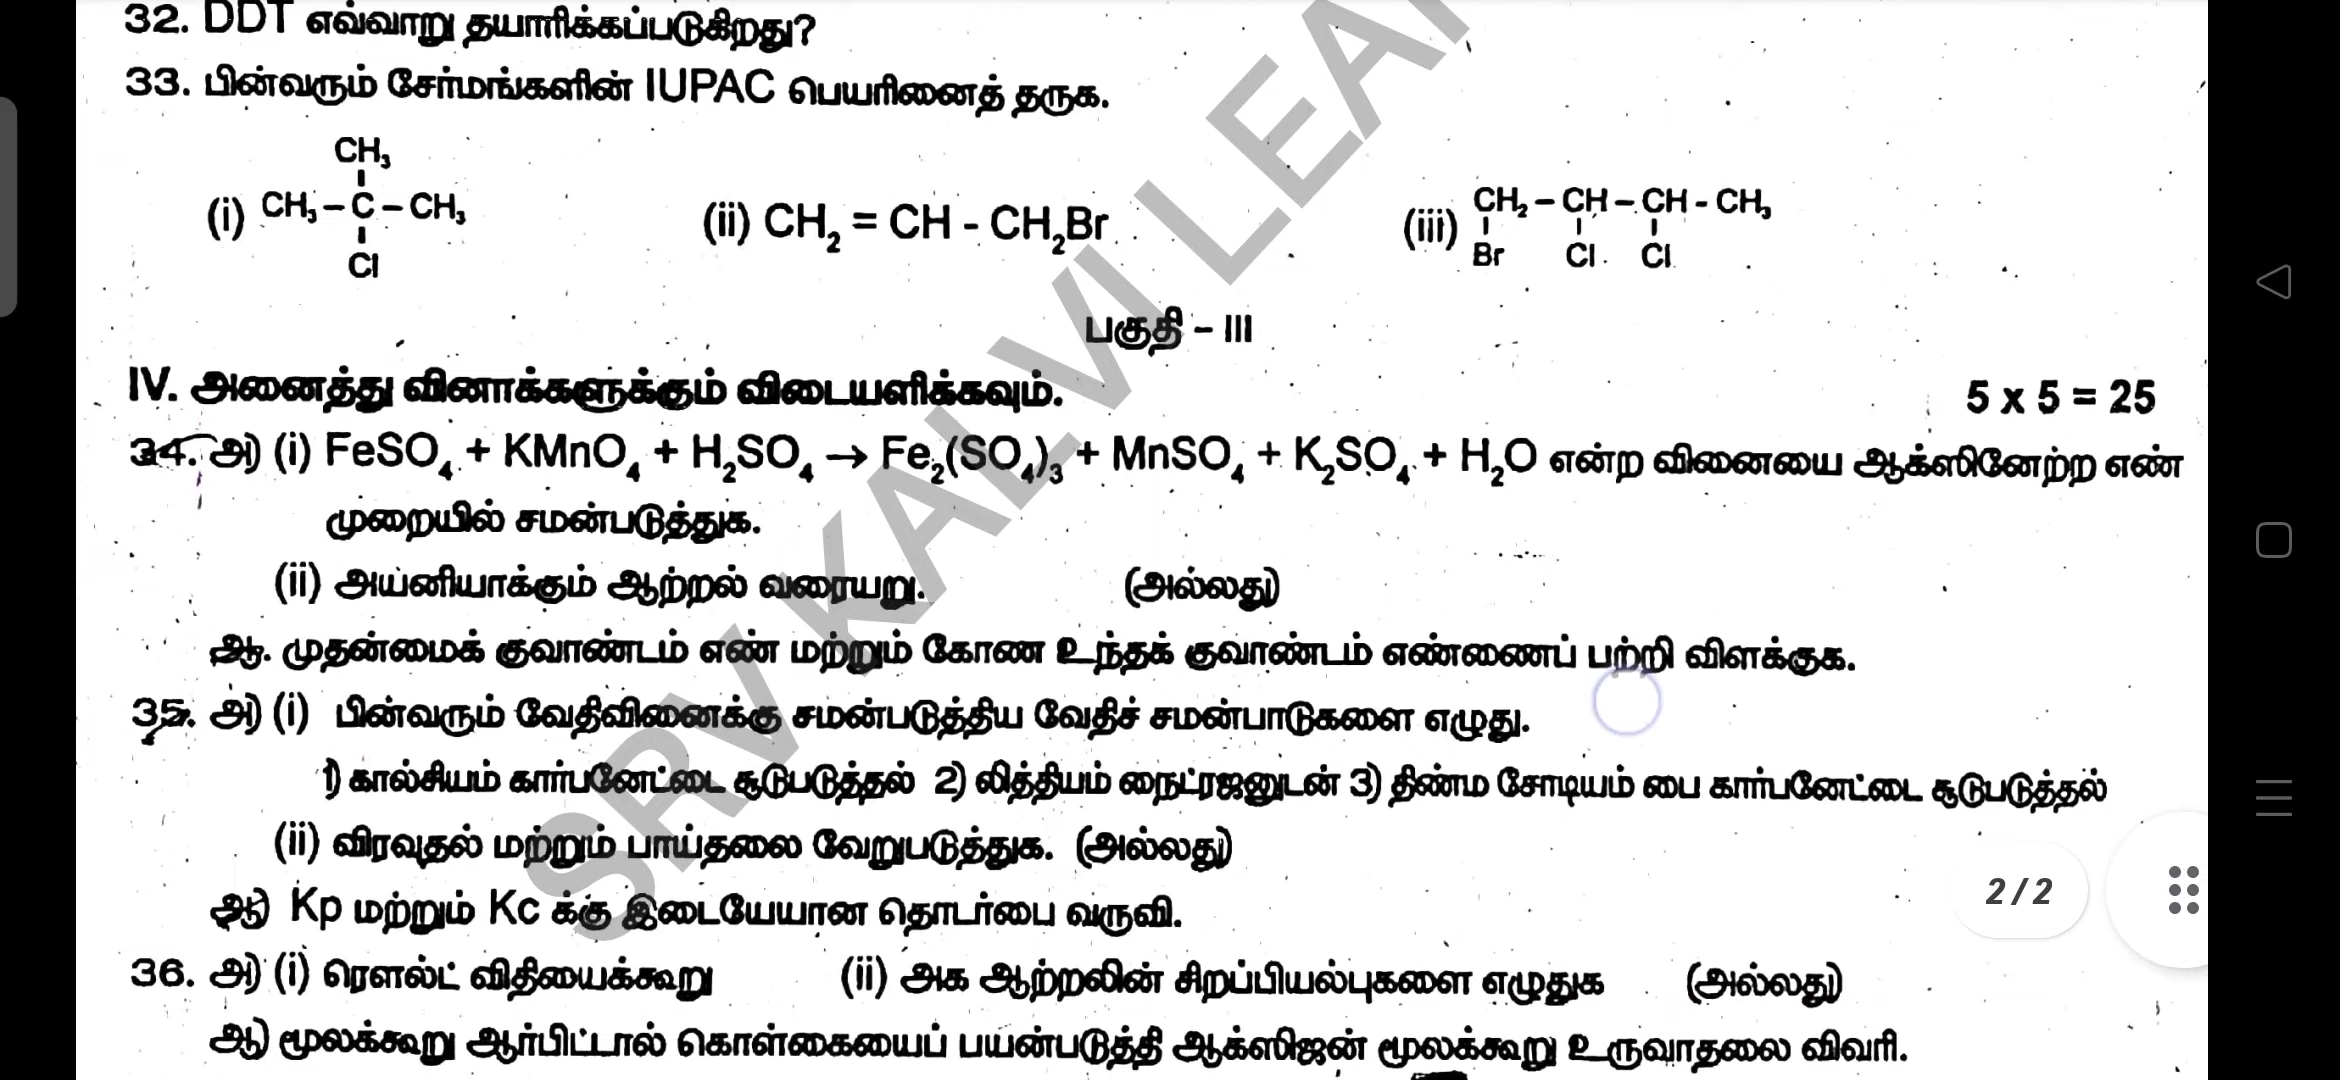 32. DDT எவ்வாறு தயாரிக்கப்படுகிறது?
33. பின்வரும் சேர்மங்களின் IUPAC பெயரினைத் தருக.
CH₃
(i) CH₃ – C – CH₃ (ii) CH₂ = CH - CH₂Br (iii) CH₂ – CH – CH - CH₃
Cl Br Cl Cl
பகுதி – III
IV. அனைத்து வினாக்களுக்கும் விடையளிக்கவும். 5 x 5 = 25
34. அ) (i) FeSO₄ + KMnO₄ + H₂SO₄ → Fe₂(SO₄)₃ + MnSO₄ + K₂SO₄ + H₂O என்ற வினையை ஆக்ஸினேற்ற எண்
முறையில் சமன்படுத்துக.
(ii) அயனியாக்கும் ஆற்றல் வரையறு. (அல்லது)
ஆ. முதன்மைக் குவாண்டம் எண் மற்றும் கோண உந்தக் குவாண்டம் எண்ணைப் பற்றி விளக்குக.
35. அ) (i) பின்வரும் வேதிவினைக்கு சமன்படுத்திய வேதிச் சமன்பாடுகளை எழுது.
1) கால்சியம் கார்பனேட்டை சூடுபடுத்தல் 2) லித்தியம் நைட்ரஜனுடன் 3) திண்ம சோடியம் பை கார்பனேட்டை சூடுபடுத்தல்
(ii) விரவுதல் மற்றும் பாய்தலை வேறுபடுத்துக. (அல்லது)
ஆ) Kp மற்றும் Kc க்கு இடையேயான தொடர்பை வருவி.
36. அ) (i) ரௌல்ட் விதியைக்கூறு (ii) அக ஆற்றலின் சிறப்பியல்புகளை எழுதுக (அல்லது)
ஆ) மூலக்கூறு ஆர்பிட்டால் கொள்கையைப் பயன்படுத்தி ஆக்ஸிஜன் மூலக்கூறு உருவாதலை விவரி.
SRV KALVI LEA
2/2